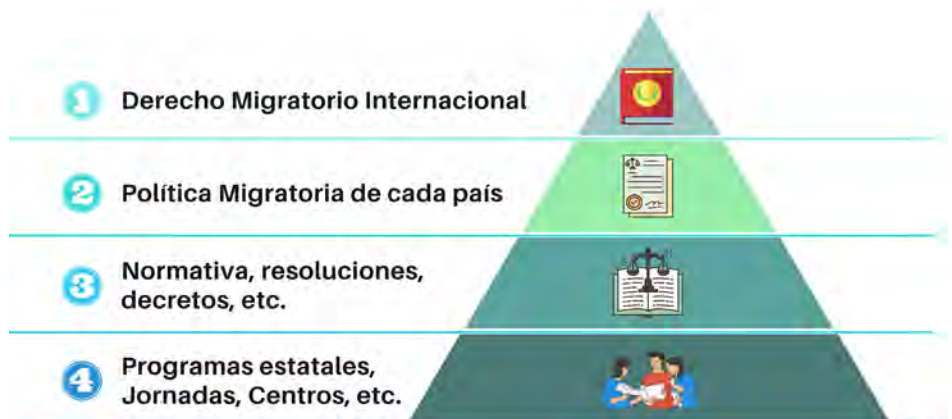 1 Derecho Migratorio Internacional
2 Política Migratoria de cada país
3 Normativa, resoluciones,
decretos, etc.
4 Programas estatales,
Jornadas, Centros, etc.